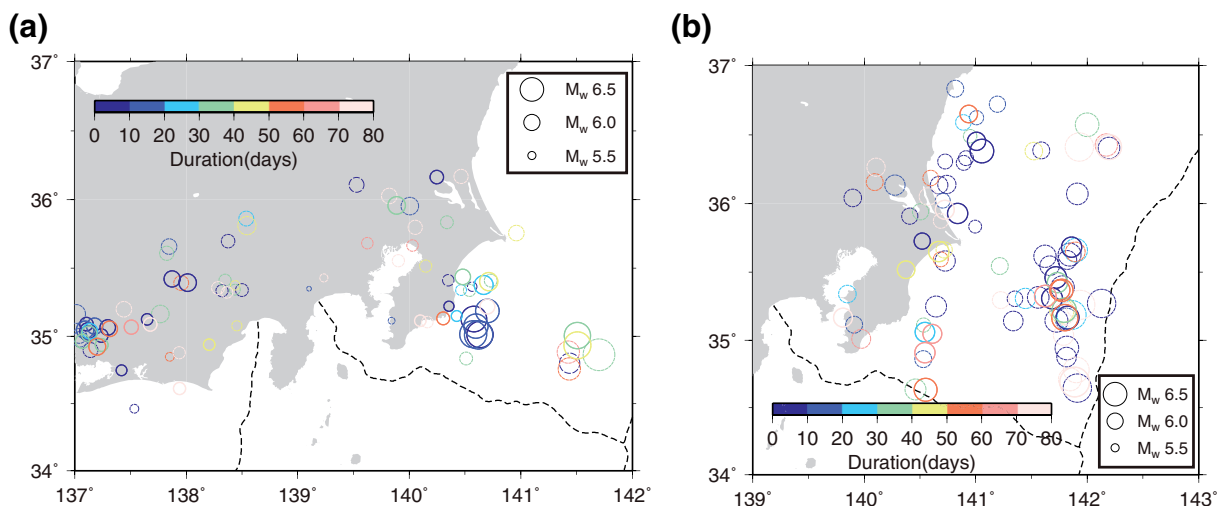 (a)
37°
36°
35°
34°
137˚ 138˚ 139˚ 140˚ 141˚ 142˚
0 10 20 30 40 50 60 70 80
Duration(days)
Mw 6.5
Mw 6.0
Mw 5.5
(b)
37˚
36˚
35˚
34˚
139˚ 140˚ 141˚ 142˚ 143˚
0 10 20 30 40 50 60 70 80
Duration(days)
Mw 6.5
Mw 6.0
Mw 5.5